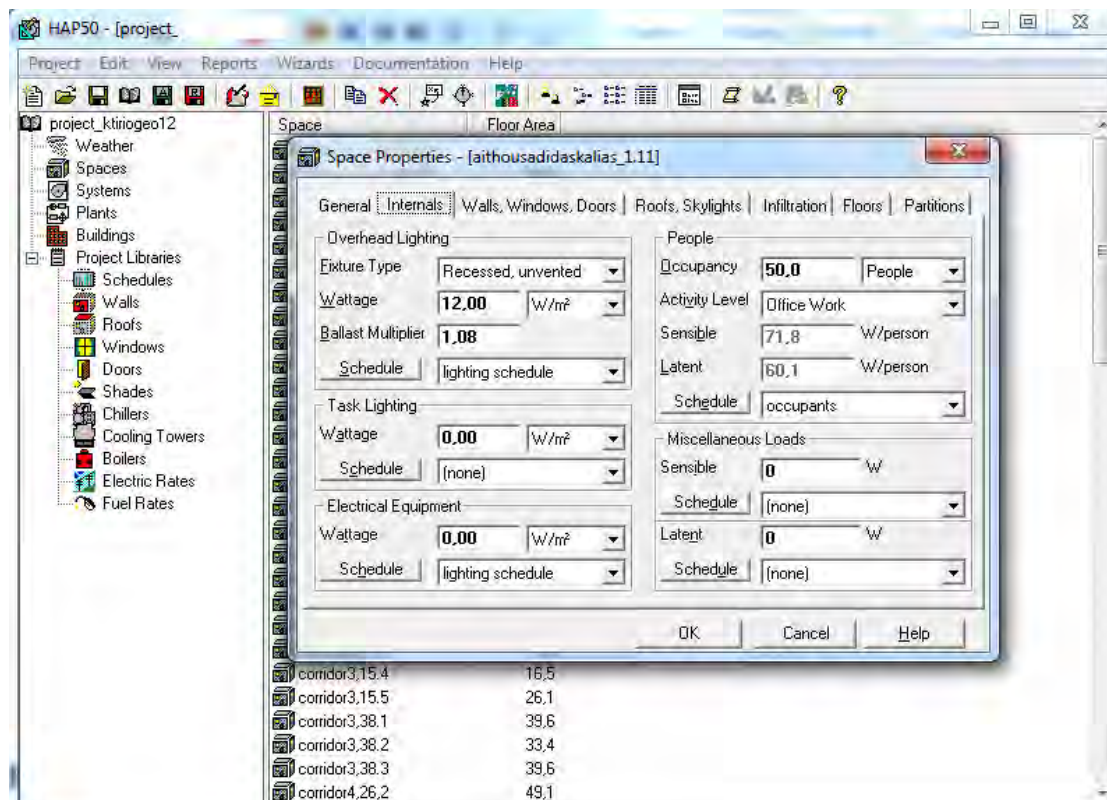 HAP50 - [project_
Project Edit View Reports Wizards Documentation Help
project_ktiriogeo12
Weather
Spaces
Systems
Plants
Buildings
Project Libraries
Schedules
Walls
Roofs
Windows
Doors
Shades
Chillers
Cooling Towers
Boilers
Electric Rates
Fuel Rates
Space Floor Area
Space Properties - [aithousadidaskalias_1.11]
General Internals Walls, Windows, Doors Roofs, Skylights Infiltration Floors Partitions
Overhead Lighting
Fixture Type Recessed, unvented
Wattage 12,00 W/m²
Ballast Multiplier 1,08
Schedule lighting schedule
Task Lighting
Wattage 0,00 W/m²
Schedule (none)
Electrical Equipment
Wattage 0,00 W/m²
Schedule lighting schedule
People
Occupancy 50,0 People
Activity Level Office Work
Sensible 71,8 W/person
Latent 60,1 W/person
Schedule occupants
Miscellaneous Loads
Sensible 0 W
Schedule (none)
Latent 0 W
Schedule (none)
OK Cancel Help
corridor3,15.4 16,5
corridor3,15.5 26,1
corridor3,38.1 39,6
corridor3,38.2 33,4
corridor3,38.3 39,6
corridor4,26,2 49,1